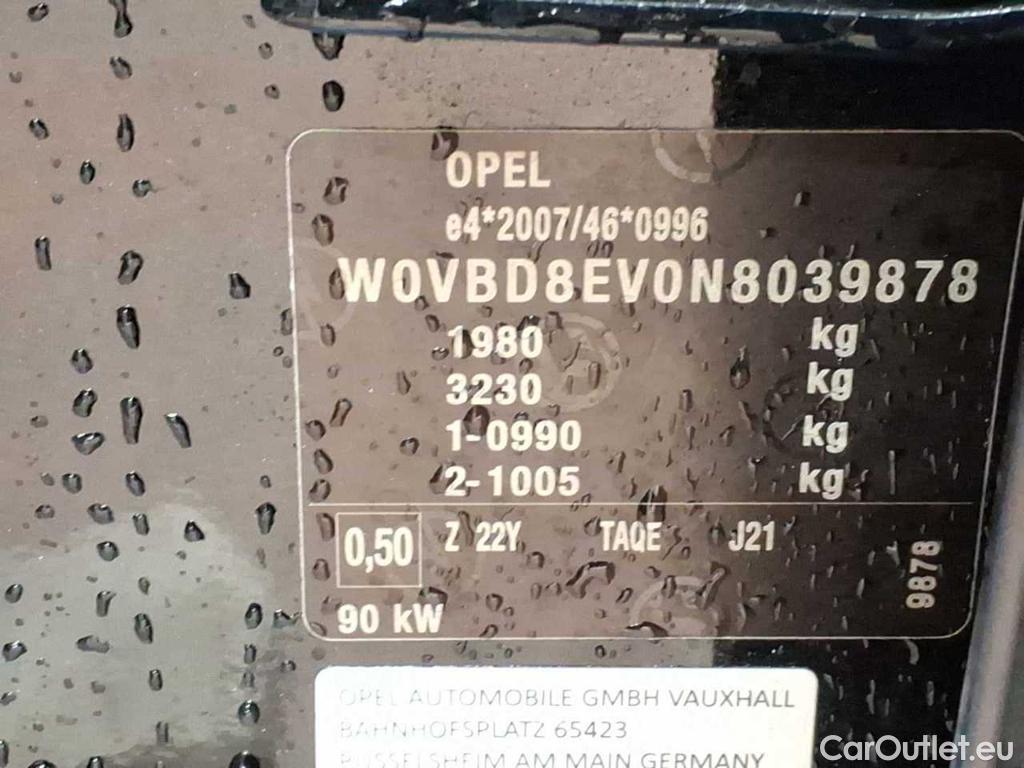 OPEL
e4*2007/46*0996
W0VBD8EV0N8039878
1980 kg
3230 kg
1-0990 kg
2-1005 kg
0,50 Z 22Y TAQE J21
9878
90 kW
OPEL AUTOMOBILE GMBH VAUXHALL
BAHNHOFSPLATZ 65423
RÜSSELSHEIM AM MAIN GERMANY
CarOutlet.eu